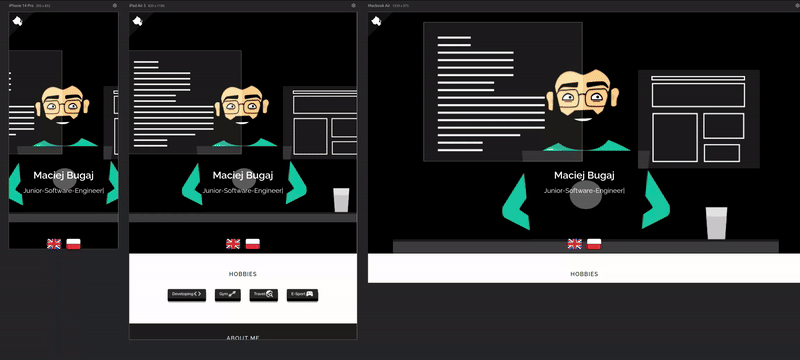 iPhone 14 Pro
Maciej Bugaj
Junior-Software-Engineer|
iPad Air 5
Maciej Bugaj
Junior-Software-Engineer|
HOBBIES
Developing
Gym
Travel
E-Sport
ABOUT ME
Macbook Air
Maciej Bugaj
Junior-Software-Engineer|
HOBBIES